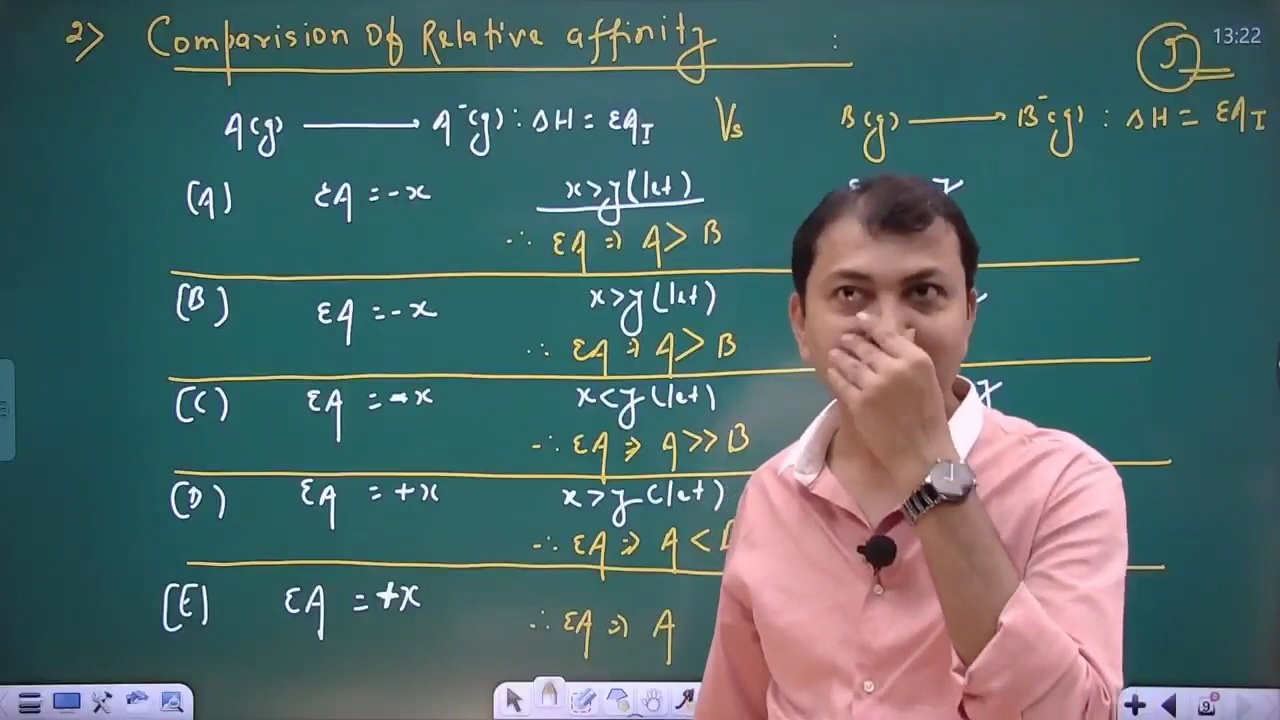 2) Comparision Of Relative affinity :
13:22
A(g) ⟶ A⁻(g) : ΔH = EA_I Vs B(g) ⟶ B⁻(g) : ΔH = EA_I
(A) EA = -x x>y (let)
∴ EA ⇒ A > B
(B) EA = -x x>y (let)
∴ EA ⇒ A > B
(C) EA = -x x<y (let)
∴ EA ⇒ A >> B
(D) EA = +x x>y (let)
∴ EA ⇒ A <
(E) EA = +x
∴ EA ⇒ A